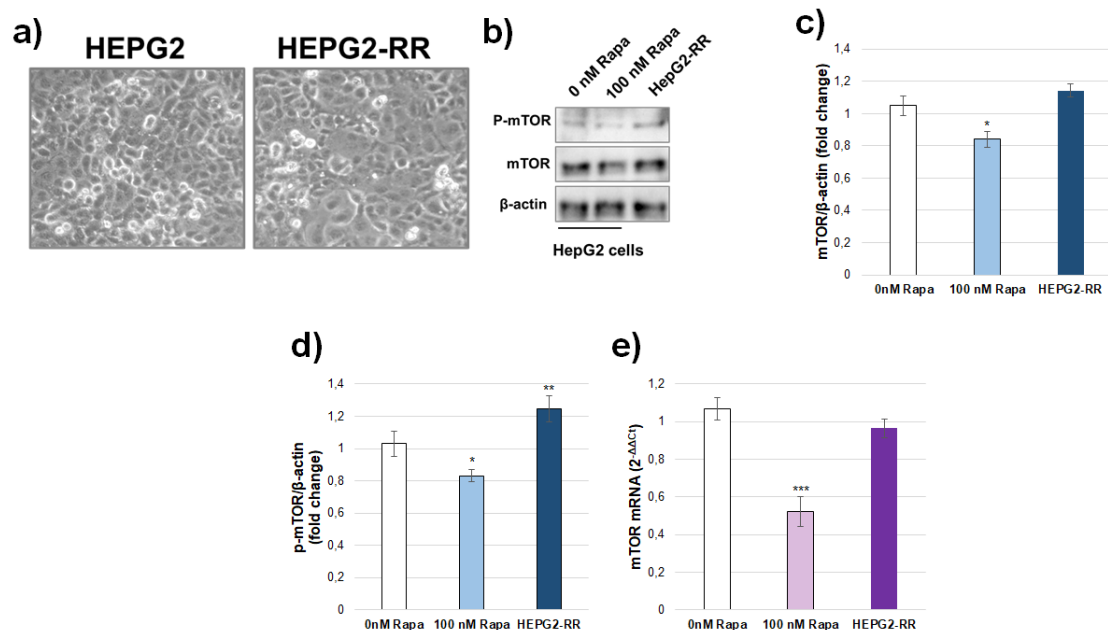 a)
HEPG2
HEPG2-RR
b)
0 nM Rapa
100 nM Rapa
HepG2-RR
P-mTOR
mTOR
β-actin
HepG2 cells
c)
mTOR/β-actin (fold change)
1,4
1,2
1
0,8
0,6
0,4
0,2
0
*
0nM Rapa
100 nM Rapa
HEPG2-RR
d)
p-mTOR/β-actin
(fold change)
1,4
1,2
1
0,8
0,6
0,4
0,2
0
*
**
0nM Rapa
100 nM Rapa
HEPG2-RR
e)
mTOR mRNA (2^-ΔΔCt)
1,2
1
0,8
0,6
0,4
0,2
0
***
0nM Rapa
100 nM Rapa
HEPG2-RR